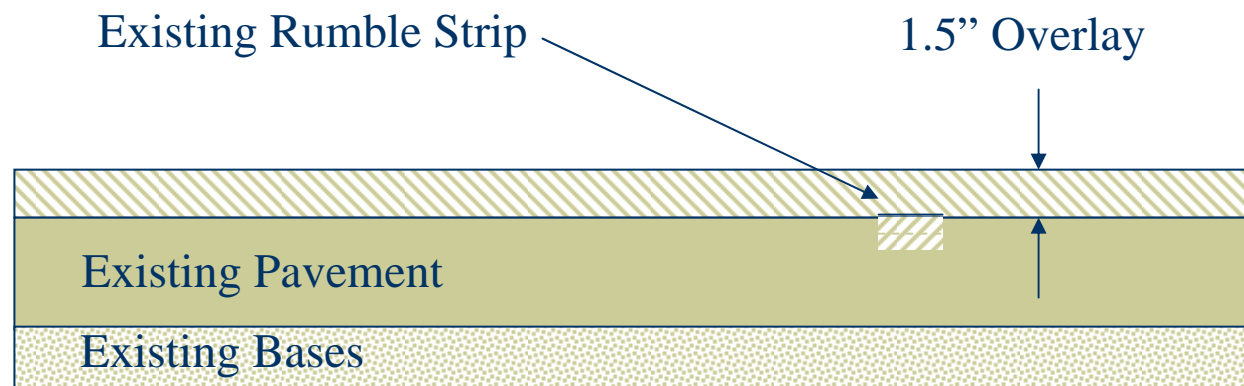 Existing Rumble Strip
1.5” Overlay
Existing Pavement
Existing Bases